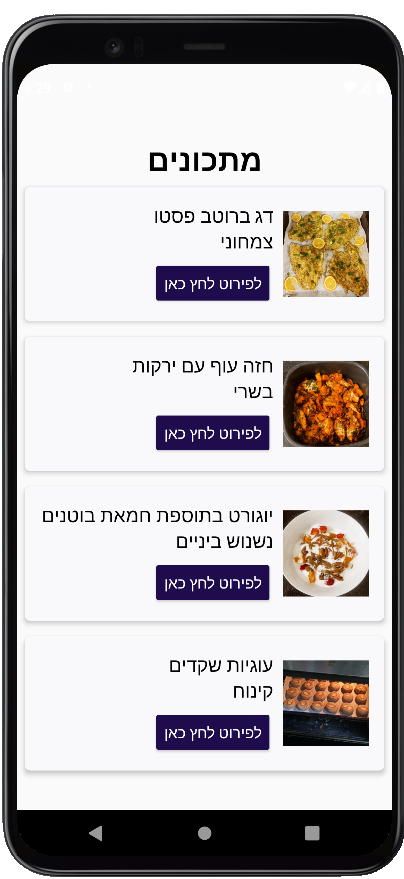 מתכונים
דג ברוטב פסטו
צמחוני
לפירוט לחץ כאן
חזה עוף עם ירקות
בשרי
לפירוט לחץ כאן
יוגורט בתוספת חמאת בוטנים
נשנוש ביניים
לפירוט לחץ כאן
עוגיות שקדים
קינוח
לפירוט לחץ כאן